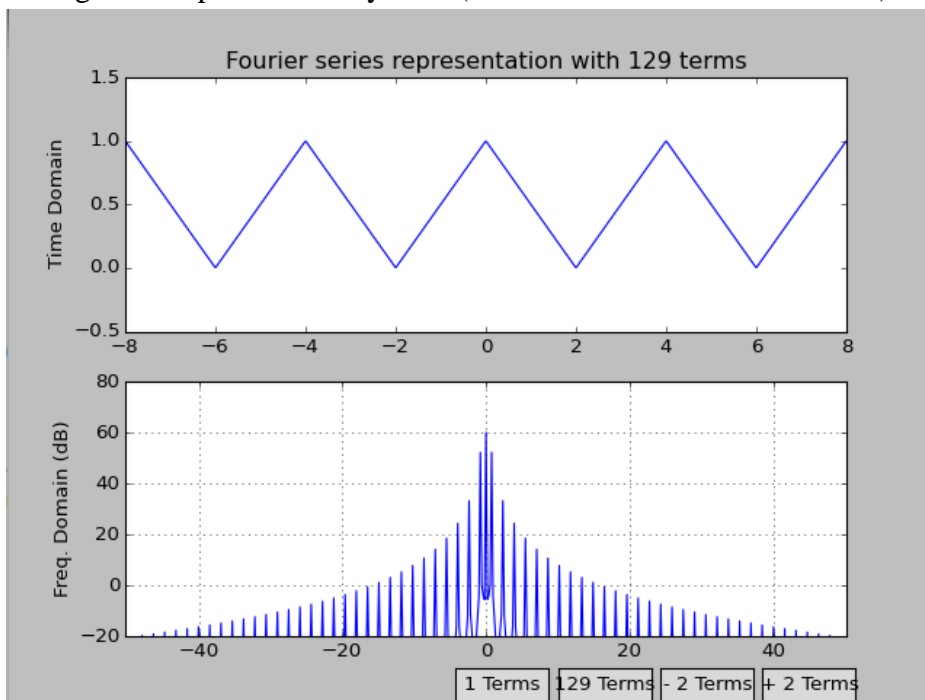 Fourier series representation with 129 terms
1.5
1.0
0.5
0.0
−0.5
Time Domain
−8 −6 −4 −2 0 2 4 6 8
80
60
40
20
0
−20
Freq. Domain (dB)
−40 −20 0 20 40
1 Terms 129 Terms - 2 Terms + 2 Terms